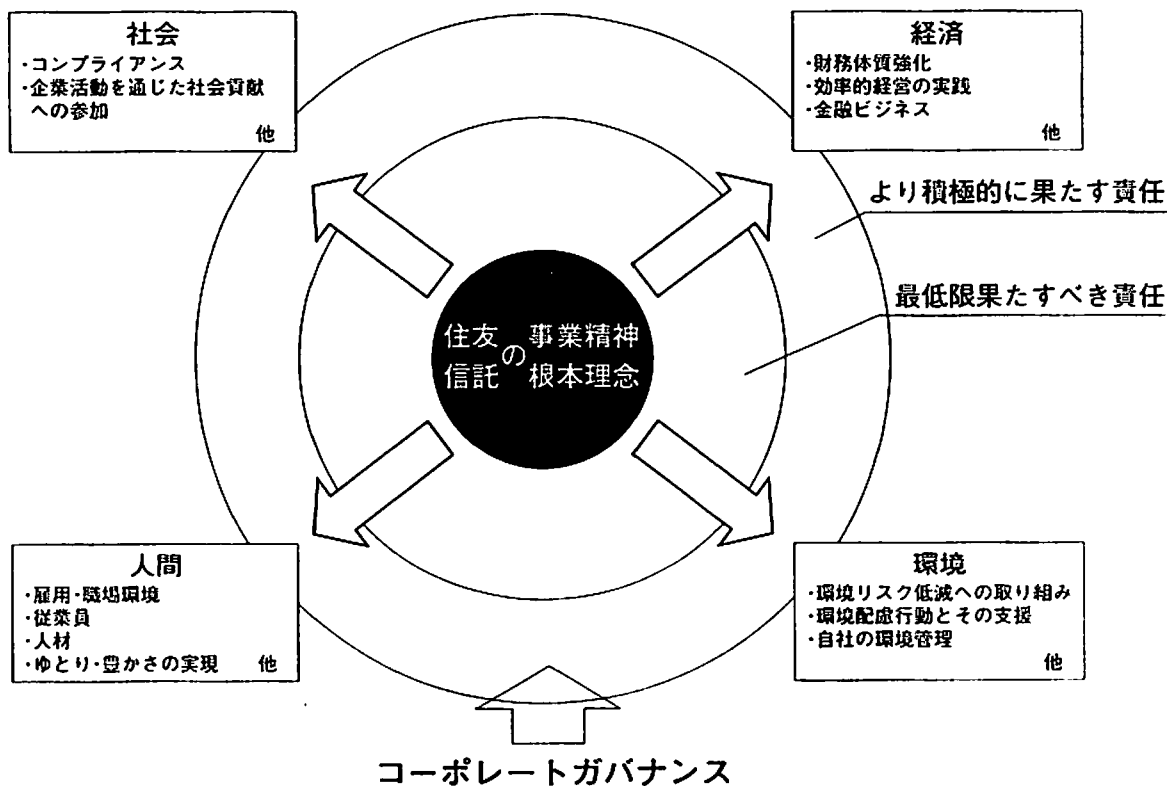 社会
・コンプライアンス
・企業活動を通じた社会貢献
への参加
他
経済
・財務体質強化
・効率的経営の実践
・金融ビジネス
他
より積極的に果たす責任
最低限果たすべき責任
住友の事業精神
信託 根本理念
人間
・雇用・職場環境
・従業員
・人材
・ゆとり・豊かさの実現 他
環境
・環境リスク低減への取り組み
・環境配慮行動とその支援
・自社の環境管理
他
コーポレートガバナンス